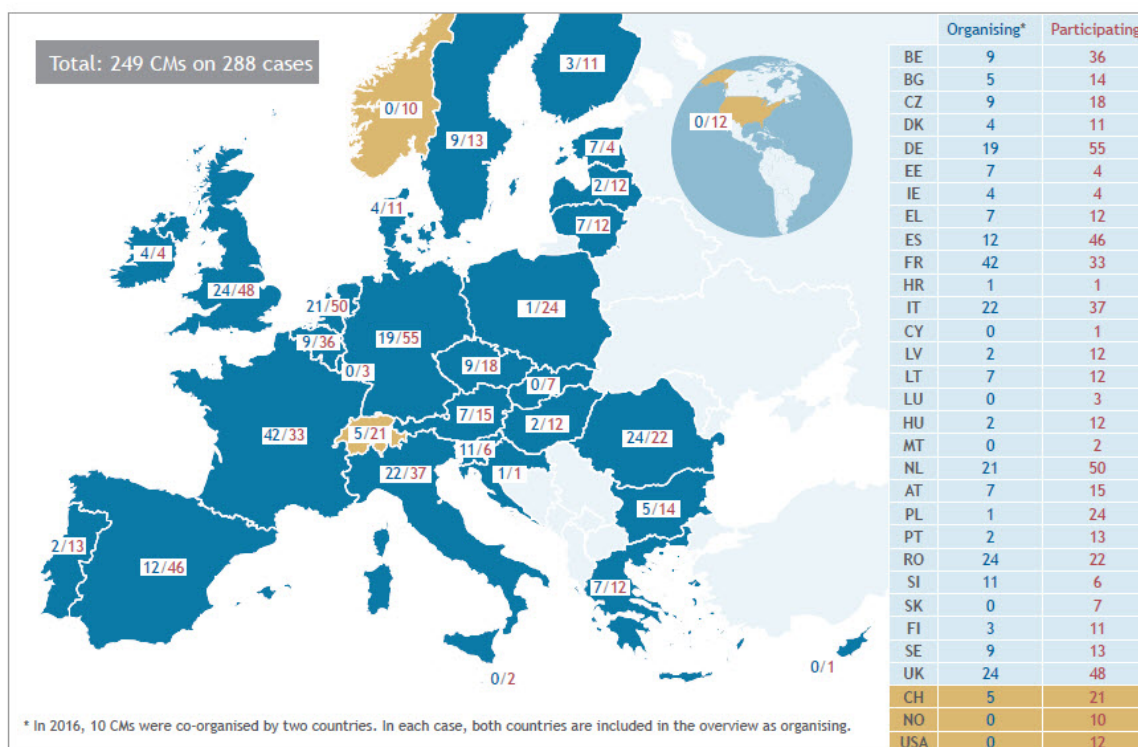 Total: 249 CMs on 288 cases
3/11
0/10
9/13
0/12
7/4
2/12
4/11
7/12
4/4
24/48
21/50
1/24
9/36
19/55
0/3
9/18
0/7
7/15
2/12
42/33
5/21
24/22
11/6
22/37
1/1
5/14
2/13
12/46
7/12
0/1
0/2
* In 2016, 10 CMs were co-organised by two countries. In each case, both countries are included in the overview as organising.
Organising* Participating
BE 9 36
BG 5 14
CZ 9 18
DK 4 11
DE 19 55
EE 7 4
IE 4 4
EL 7 12
ES 12 46
FR 42 33
HR 1 1
IT 22 37
CY 0 1
LV 2 12
LT 7 12
LU 0 3
HU 2 12
MT 0 2
NL 21 50
AT 7 15
PL 1 24
PT 2 13
RO 24 22
SI 11 6
SK 0 7
FI 3 11
SE 9 13
UK 24 48
CH 5 21
NO 0 10
USA 0 12